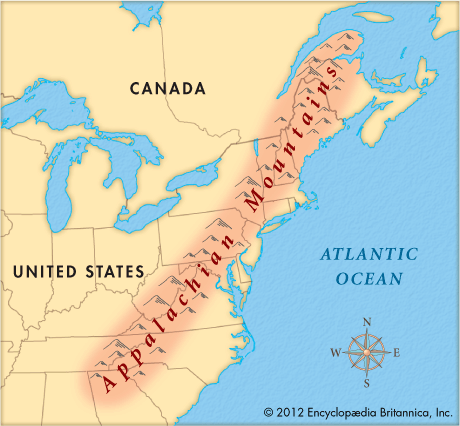 CANADA
Appalachian Mountains
UNITED STATES
ATLANTIC
OCEAN
N
W E
S
© 2012 Encyclopædia Britannica, Inc.